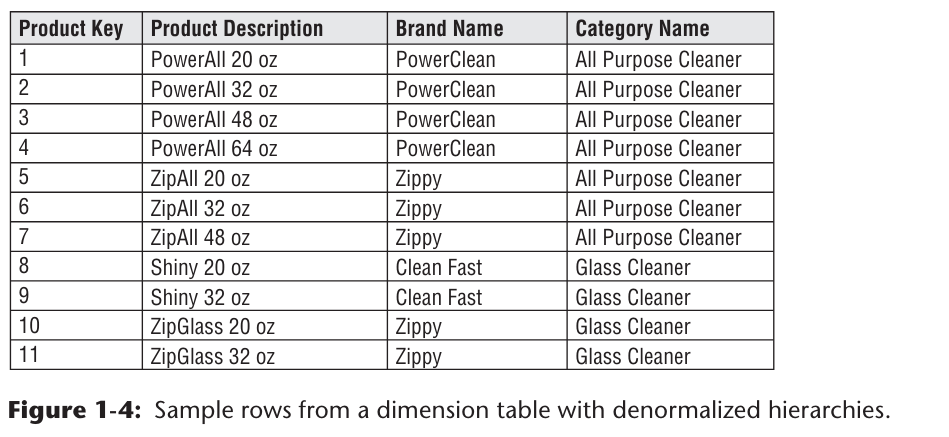 Product Key Product Description Brand Name Category Name
1 PowerAll 20 oz PowerClean All Purpose Cleaner
2 PowerAll 32 oz PowerClean All Purpose Cleaner
3 PowerAll 48 oz PowerClean All Purpose Cleaner
4 PowerAll 64 oz PowerClean All Purpose Cleaner
5 ZipAll 20 oz Zippy All Purpose Cleaner
6 ZipAll 32 oz Zippy All Purpose Cleaner
7 ZipAll 48 oz Zippy All Purpose Cleaner
8 Shiny 20 oz Clean Fast Glass Cleaner
9 Shiny 32 oz Clean Fast Glass Cleaner
10 ZipGlass 20 oz Zippy Glass Cleaner
11 ZipGlass 32 oz Zippy Glass Cleaner
Figure 1-4: Sample rows from a dimension table with denormalized hierarchies.